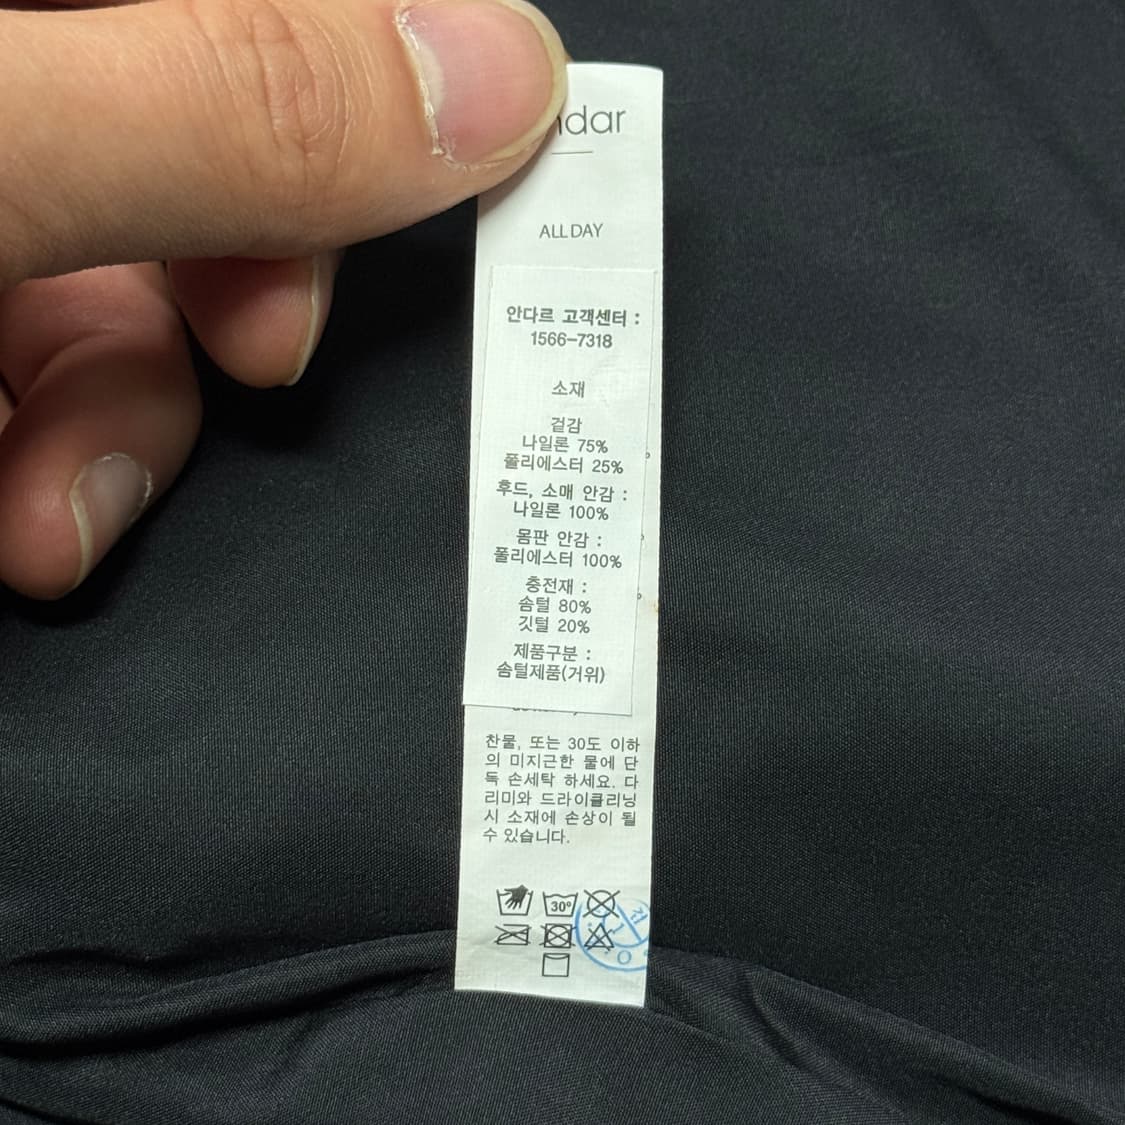 ndar
ALL DAY
안다르 고객센터 :
1566-7318
소재
겉감
나일론 75%
폴리에스터 25%
후드, 소매 안감 :
나일론 100%
몸판 안감 :
폴리에스터 100%
충전재 :
솜털 80%
깃털 20%
제품구분 :
솜털제품(거위)
찬물, 또는 30도 이하
의 미지근한 물에 단
독 손세탁 하세요. 다
리미와 드라이클리닝
시 소재에 손상이 될
수 있습니다.
30°